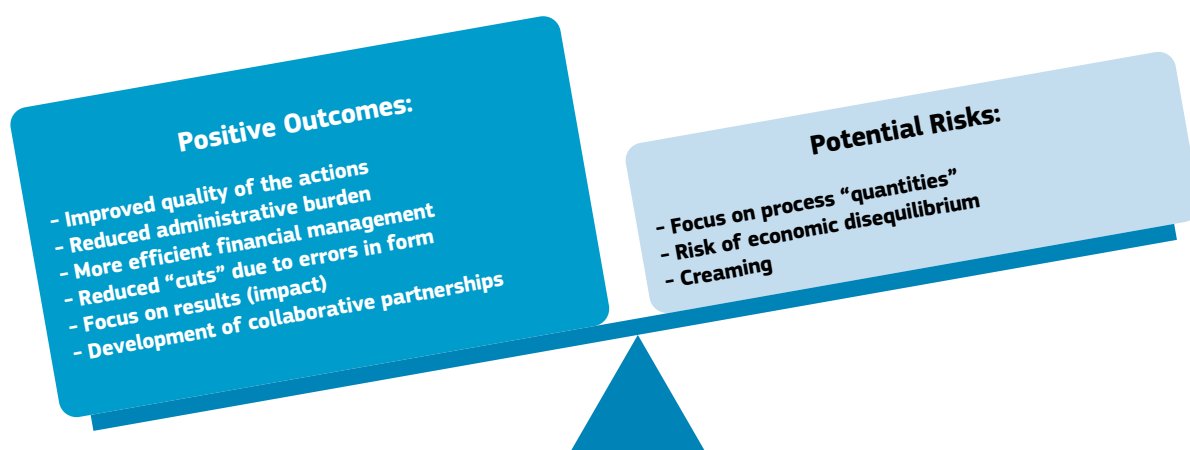 Positive Outcomes:
– Improved quality of the actions
– Reduced administrative burden
– More efficient financial management
– Reduced “cuts” due to errors in form
– Focus on results (impact)
– Development of collaborative partnerships
Potential Risks:
– Focus on process “quantities”
– Risk of economic disequilibrium
– Creaming